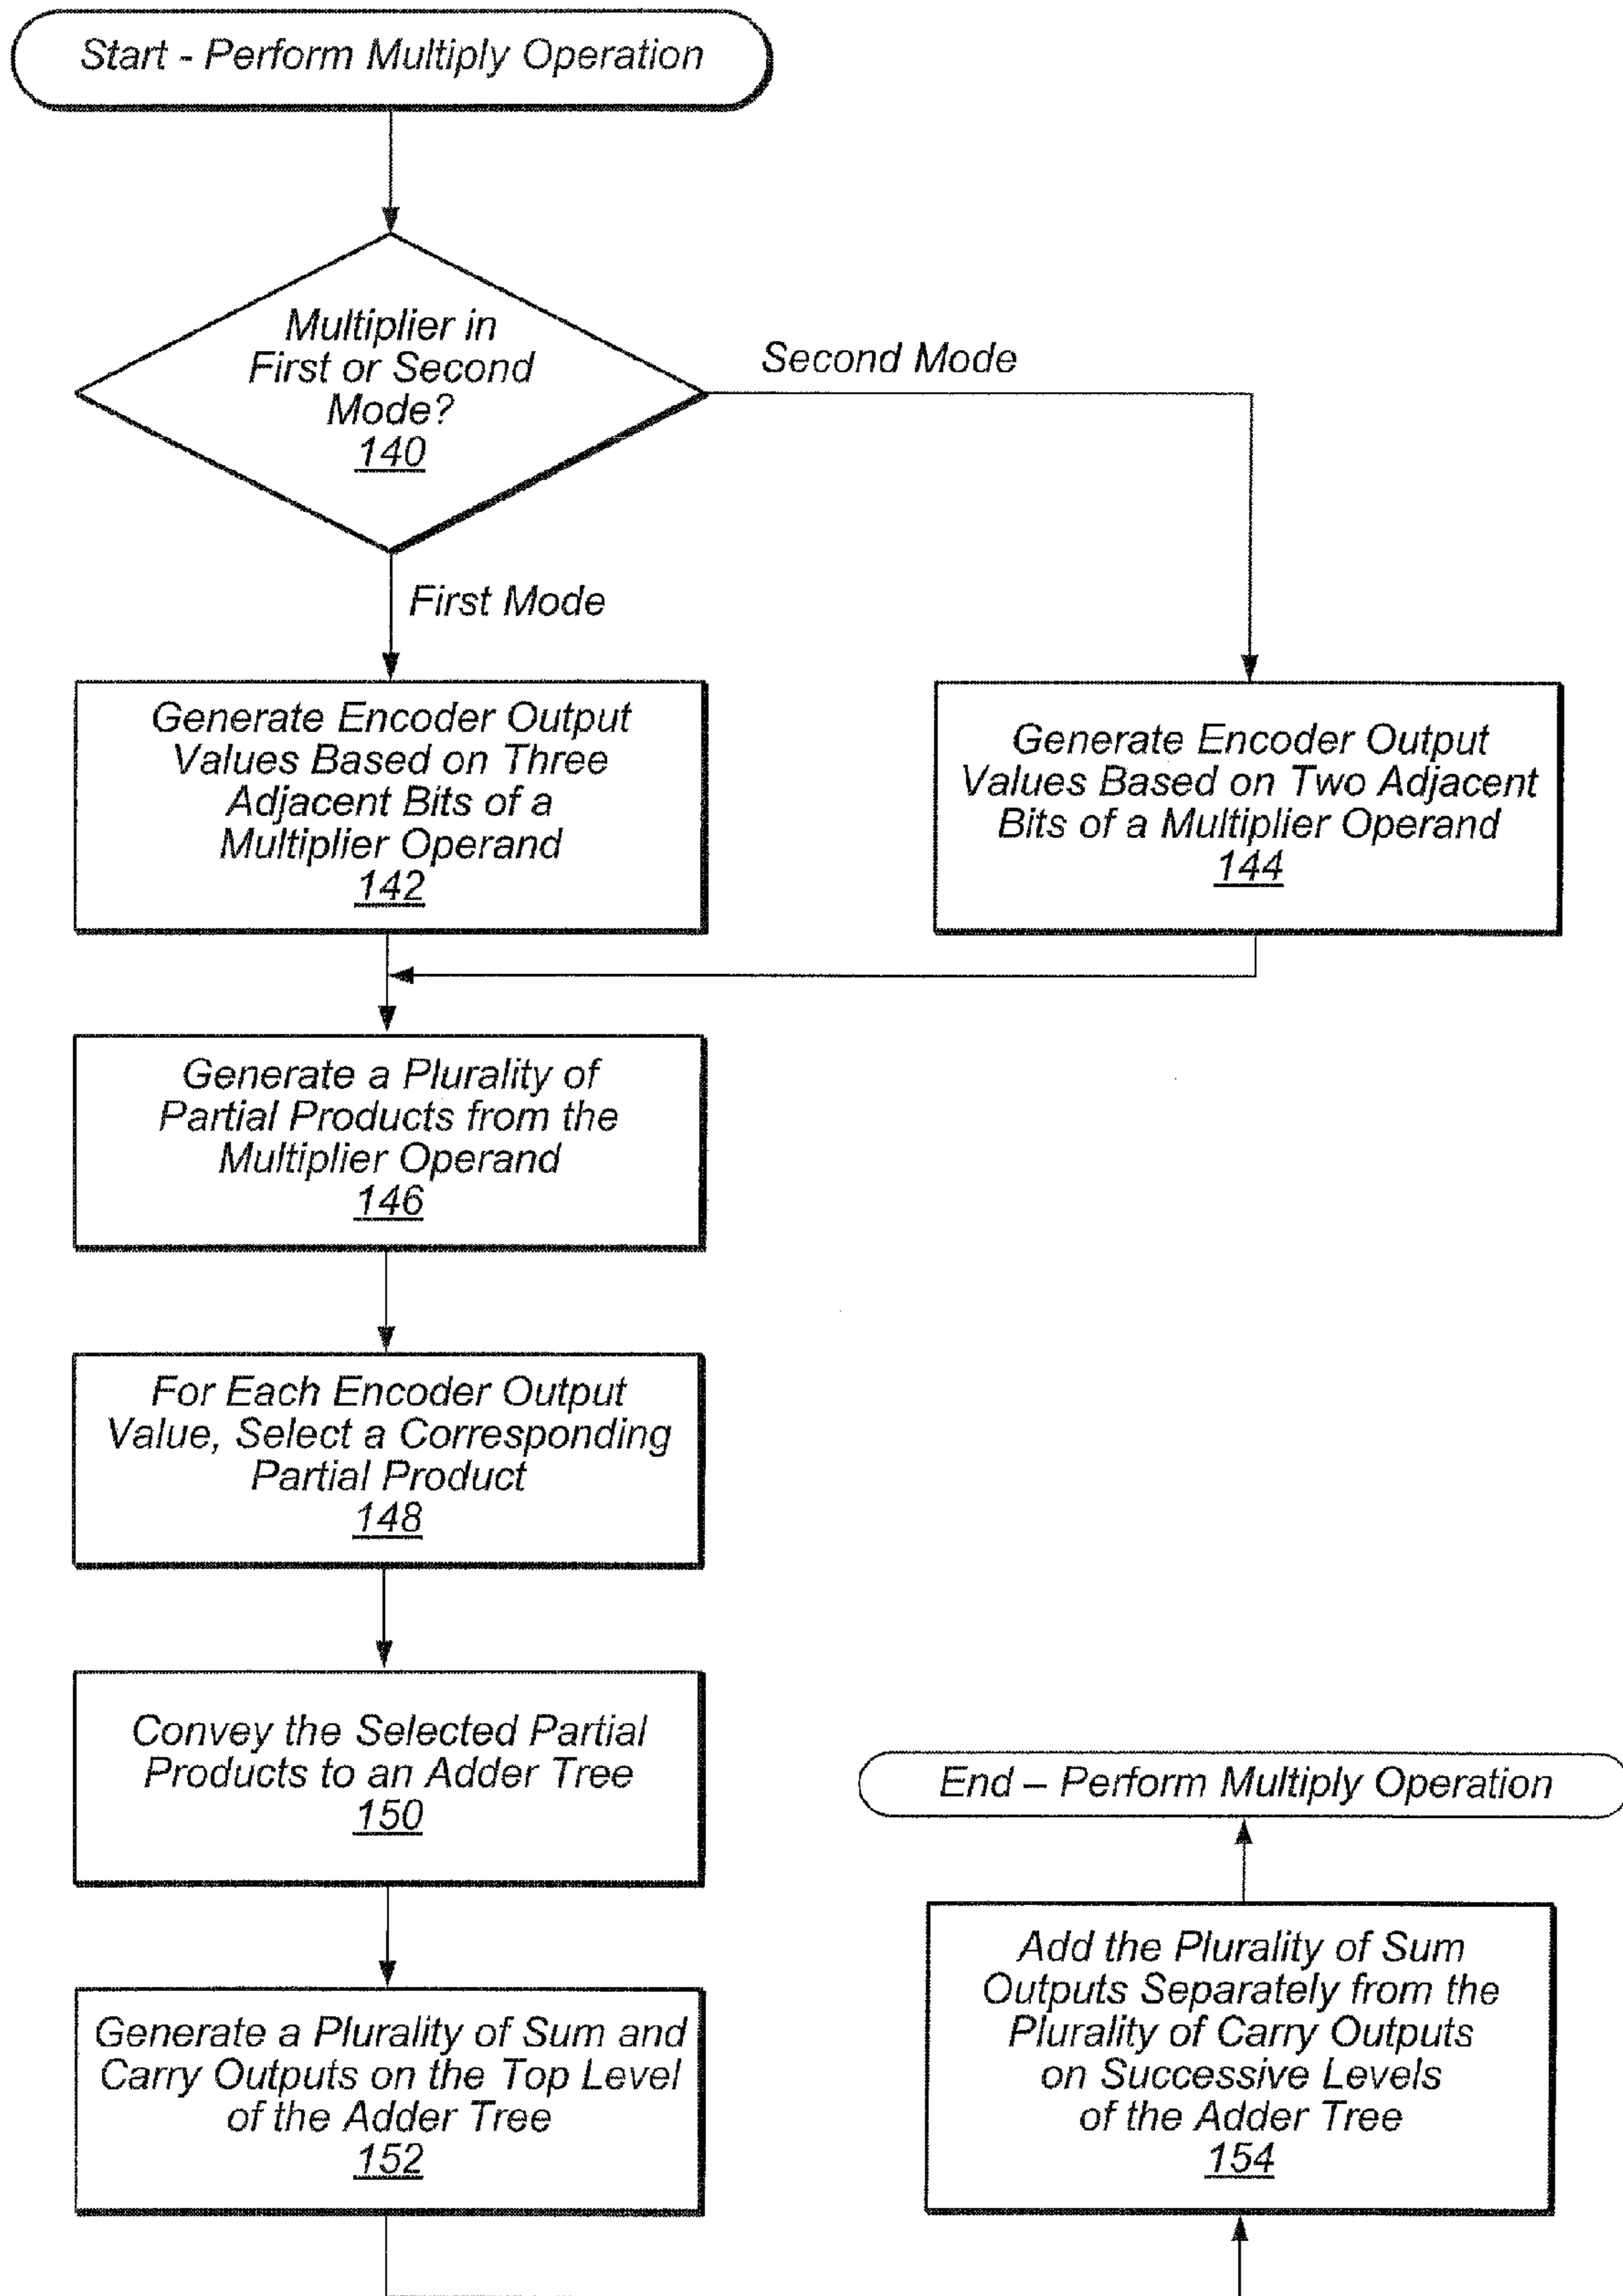 Start - Perform Multiply Operation
Multiplier in
First or Second
Mode?
140
Second Mode
First Mode
Generate Encoder Output
Values Based on Three
Adjacent Bits of a
Multiplier Operand
142
Generate Encoder Output
Values Based on Two Adjacent
Bits of a Multiplier Operand
144
Generate a Plurality of
Partial Products from the
Multiplier Operand
146
For Each Encoder Output
Value, Select a Corresponding
Partial Product
148
Convey the Selected Partial
Products to an Adder Tree
150
End – Perform Multiply Operation
Generate a Plurality of Sum and
Carry Outputs on the Top Level
of the Adder Tree
152
Add the Plurality of Sum
Outputs Separately from the
Plurality of Carry Outputs
on Successive Levels
of the Adder Tree
154